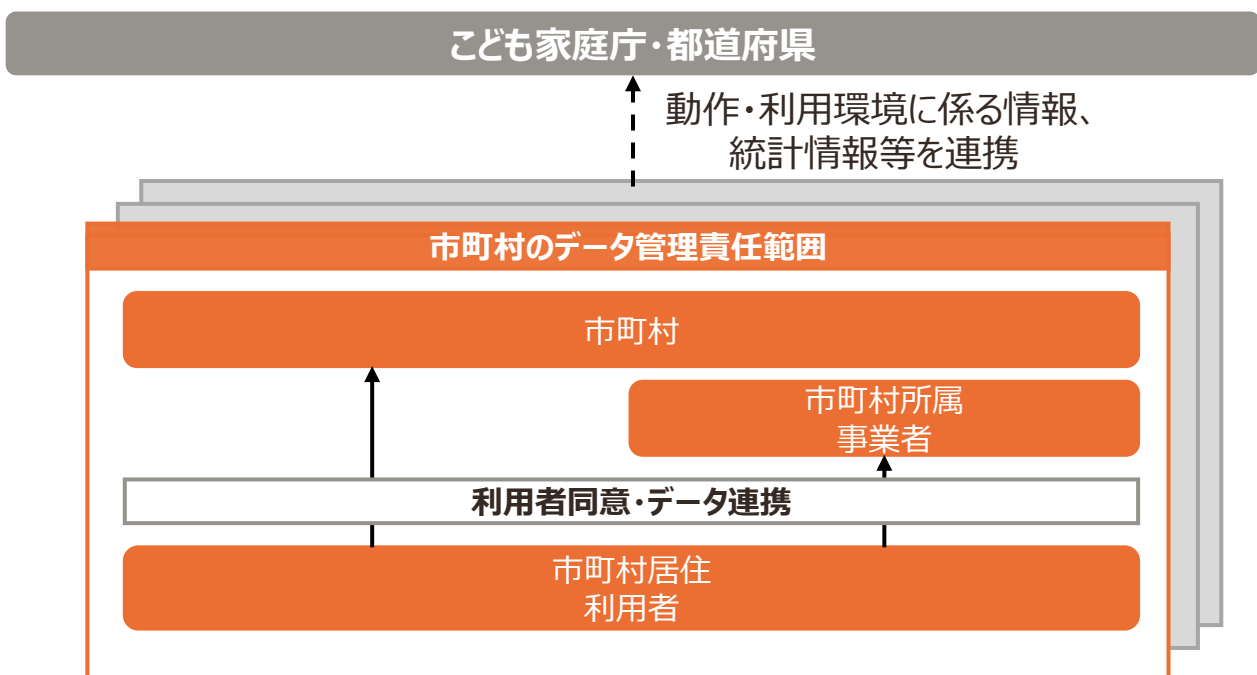 こども家庭庁・都道府県
動作・利用環境に係る情報、
統計情報等を連携
市町村のデータ管理責任範囲
市町村
市町村所属
事業者
利用者同意・データ連携
市町村居住
利用者